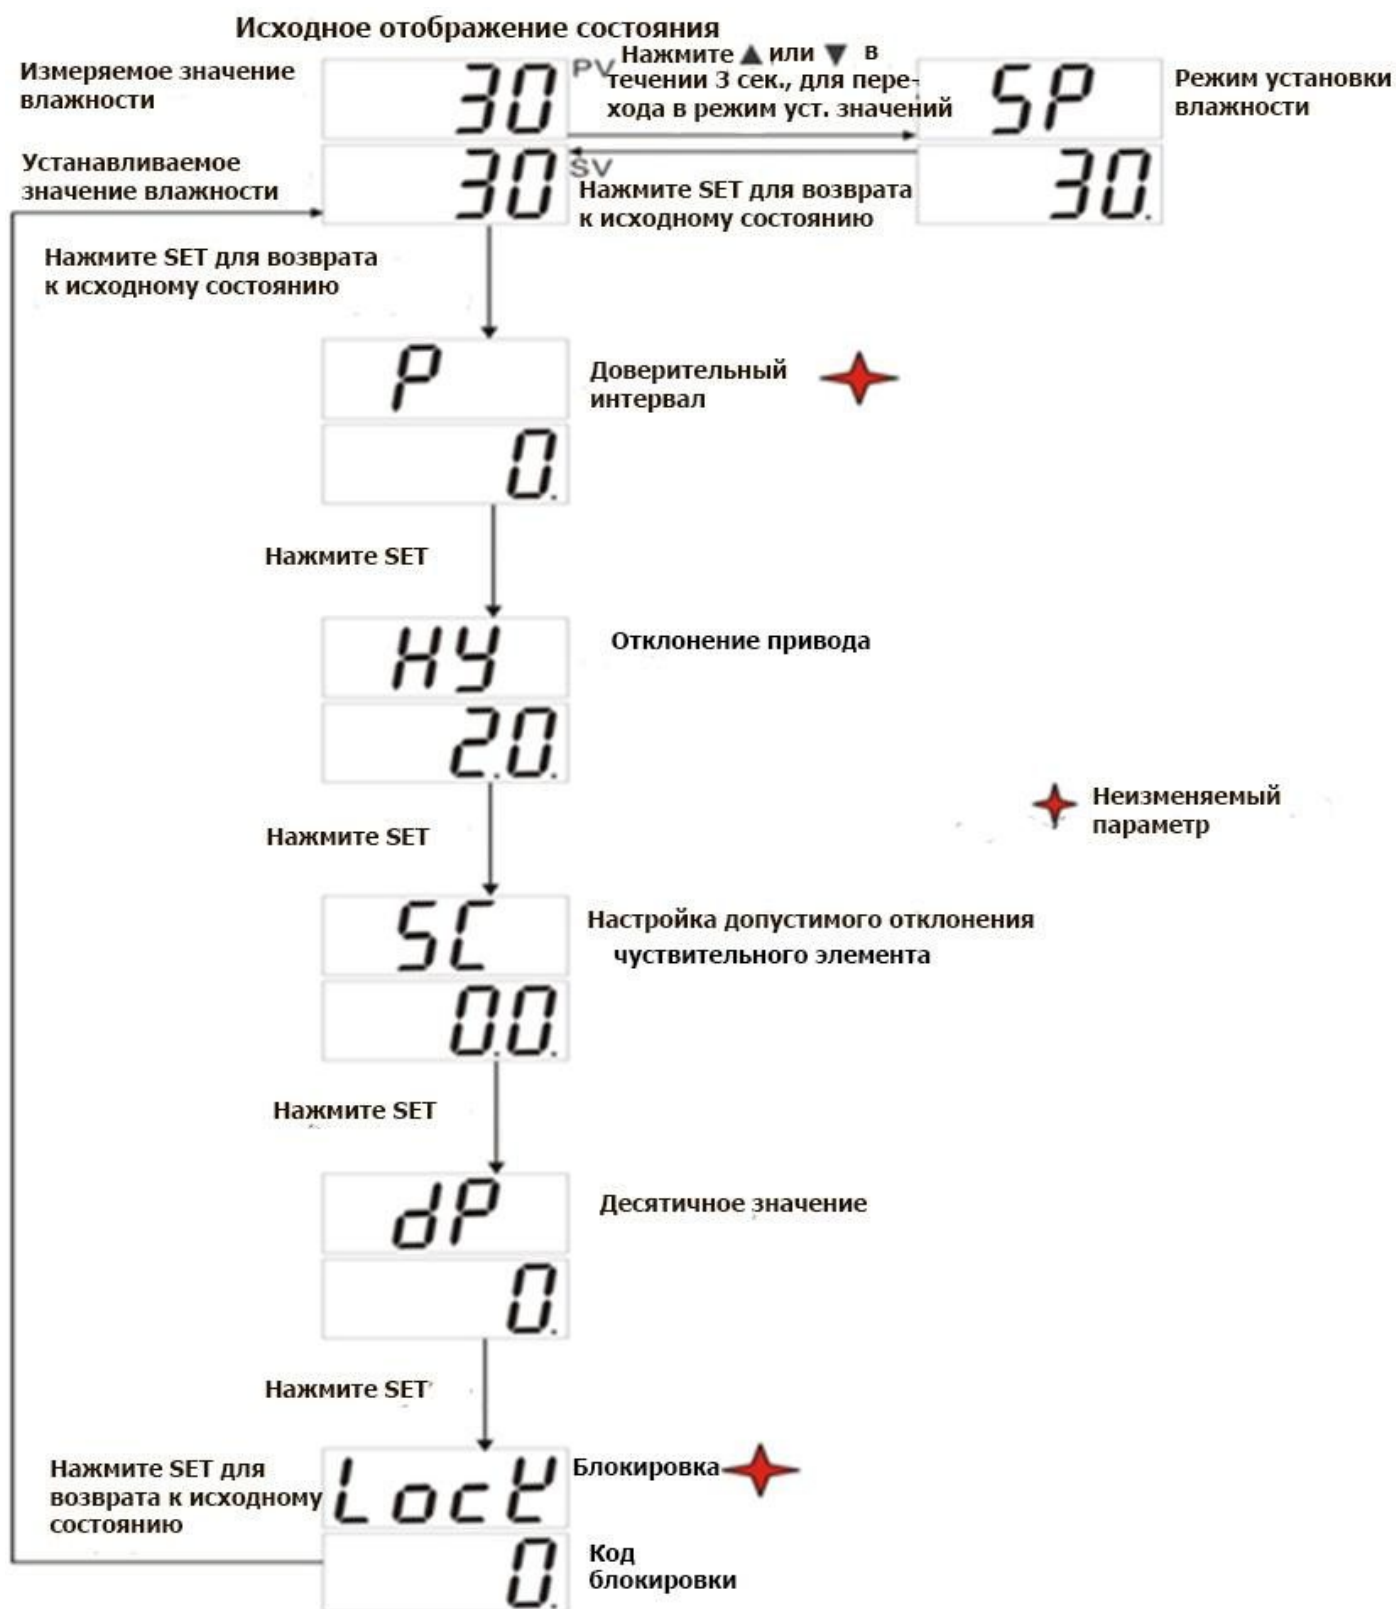 Исходное отображение состояния
Измеряемое значение
влажности
30
PV
Нажмите ▲ или ▼ в
течении 3 сек., для пере-
хода в режим уст. значений
SP
Режим установки
влажности
Устанавливаемое
значение влажности
30
SV
Нажмите SET для возврата
к исходному состоянию
30.
Нажмите SET для возврата
к исходному состоянию
P
Доверительный
интервал
0.
Нажмите SET
HY
Отклонение привода
2.0.
Неизменяемый
параметр
Нажмите SET
SC
Настройка допустимого отклонения
чуствительного элемента
0.0.
Нажмите SET
dP
Десятичное значение
0.
Нажмите SET
Нажмите SET для
возврата к исходному
состоянию
LocK
Блокировка
0.
Код
блокировки